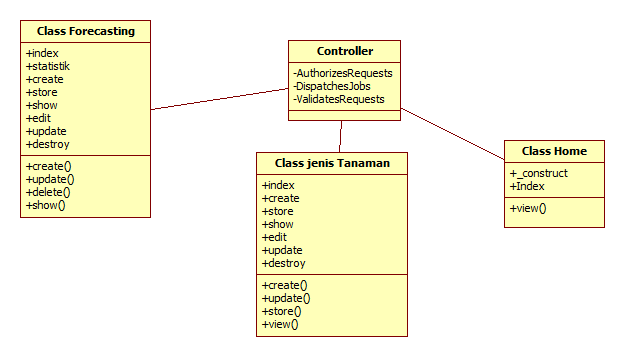 Class Forecasting
+index
+statistik
+create
+store
+show
+edit
+update
+destroy
+create()
+update()
+delete()
+show()
Controller
-AuthorizesRequests
-DispatchesJobs
-ValidatesRequests
Class jenis Tanaman
+index
+create
+store
+show
+edit
+update
+destroy
+create()
+update()
+store()
+view()
Class Home
+_construct
+Index
+view()